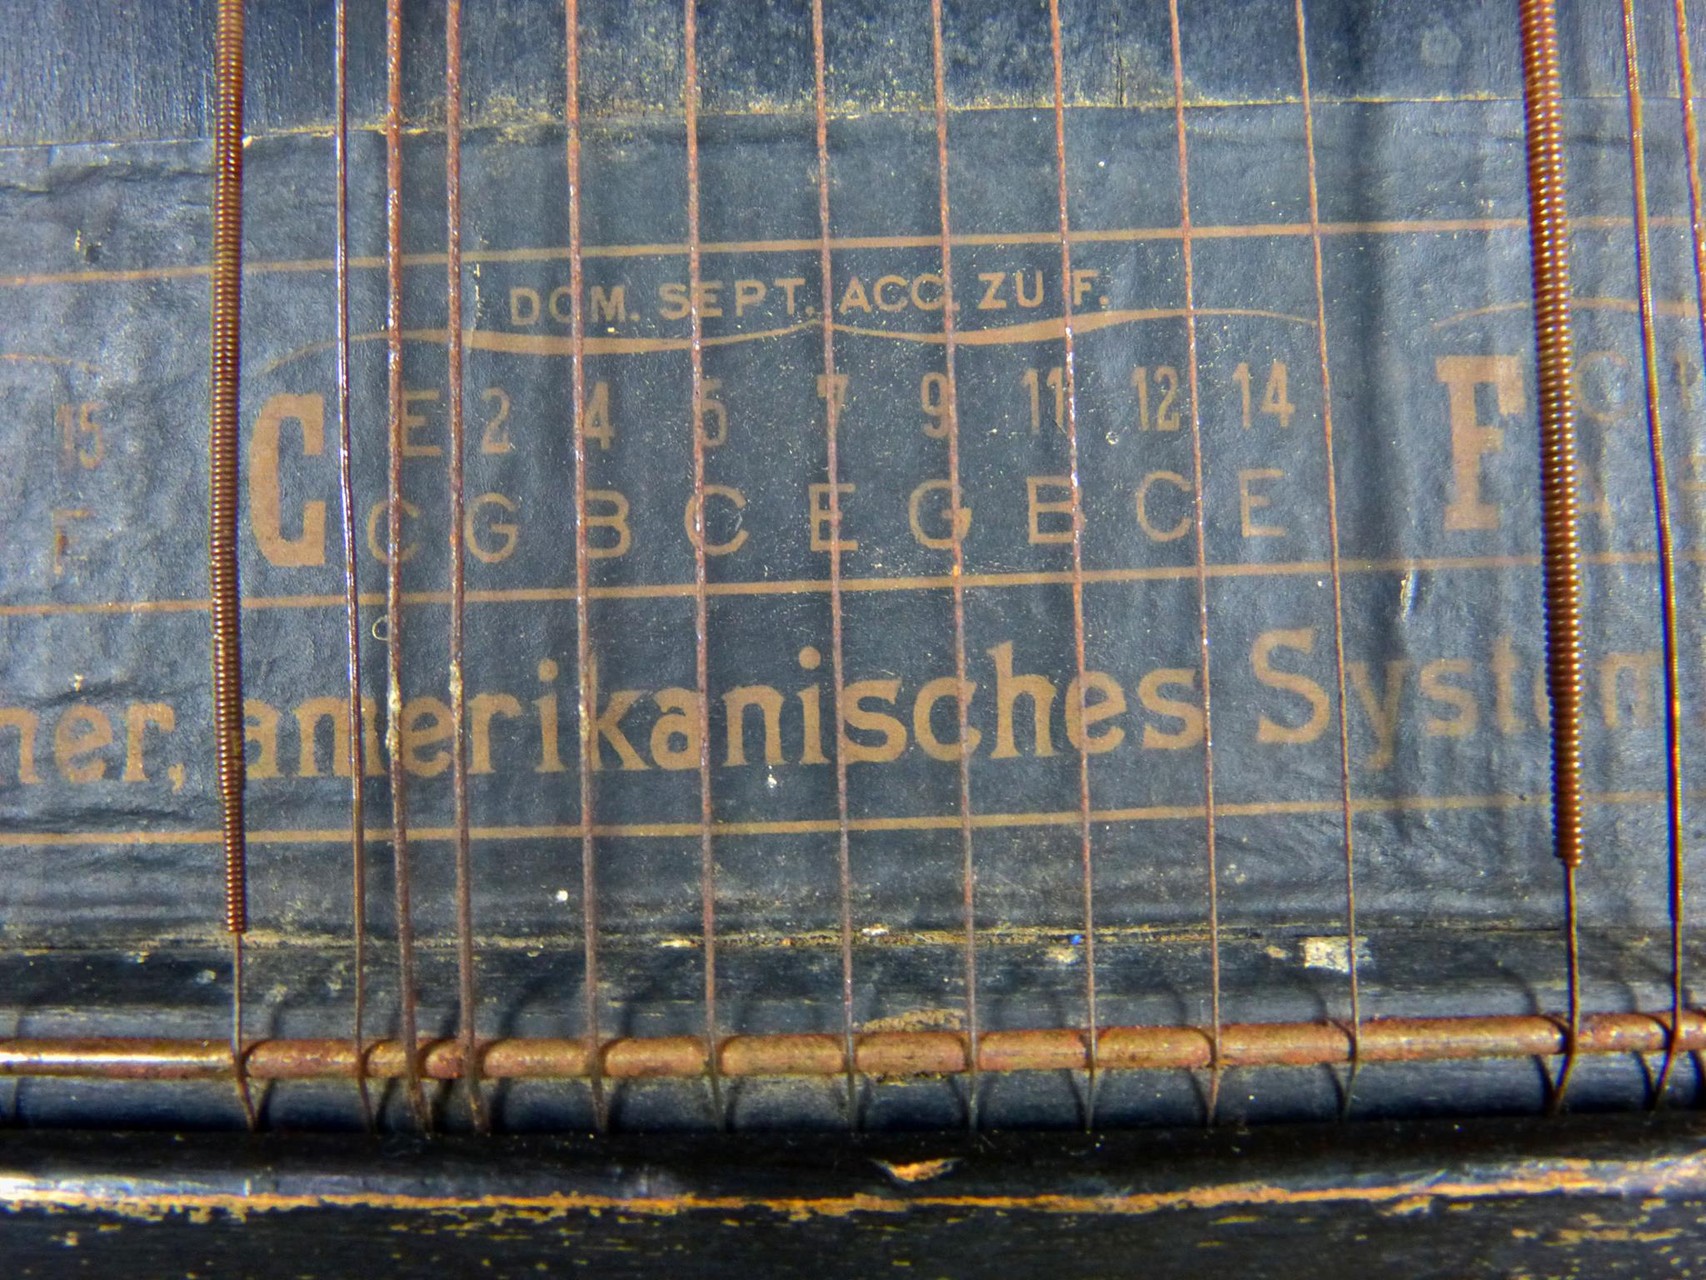 DOM. SEPT. ACC. ZU F.
15 C E 2 4 5 7 9 11 12 14 F C
F C G B C E G B C E A
ner, amerikanisches System